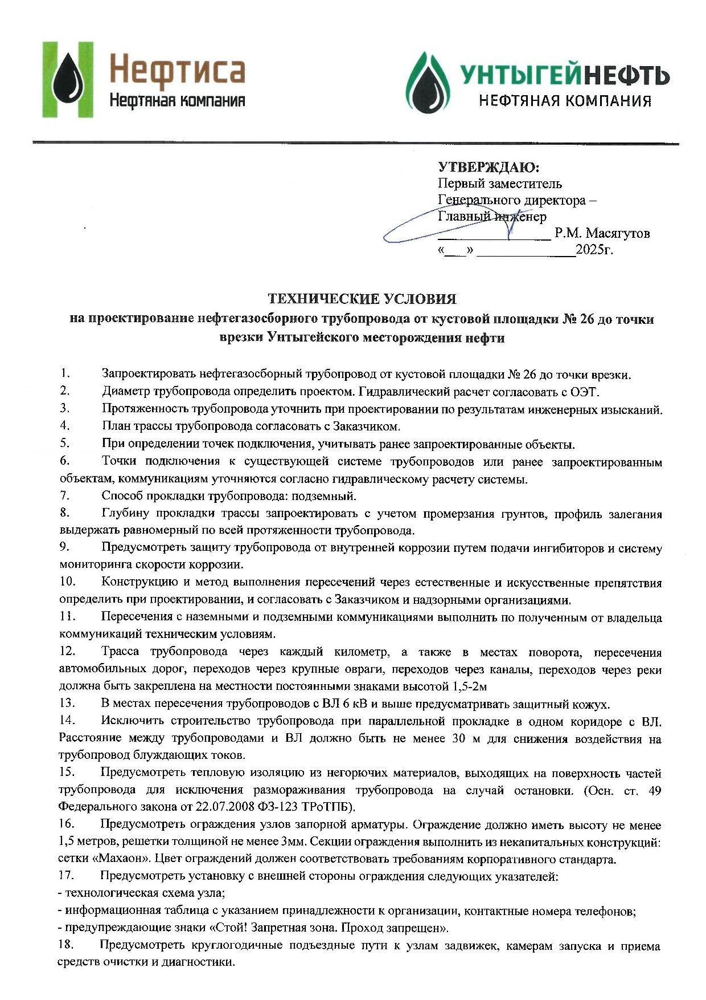 Нефтиса
Нефтяная компания
УНТЫГЕЙНЕФТЬ
НЕФТЯНАЯ КОМПАНИЯ
УТВЕРЖДАЮ:
Первый заместитель
Генерального директора –
Главный инженер
_______________ Р.М. Масягутов
«___» ______________2025г.
ТЕХНИЧЕСКИЕ УСЛОВИЯ
на проектирование нефтегазосборного трубопровода от кустовой площадки № 26 до точки
врезки Унтыгейского месторождения нефти
1. Запроектировать нефтегазосборный трубопровод от кустовой площадки № 26 до точки врезки.
2. Диаметр трубопровода определить проектом. Гидравлический расчет согласовать с ОЭТ.
3. Протяженность трубопровода уточнить при проектировании по результатам инженерных изысканий.
4. План трассы трубопровода согласовать с Заказчиком.
5. При определении точек подключения, учитывать ранее запроектированные объекты.
6. Точки подключения к существующей системе трубопроводов или ранее запроектированным
объектам, коммуникациям уточняются согласно гидравлическому расчету системы.
7. Способ прокладки трубопровода: подземный.
8. Глубину прокладки трассы запроектировать с учетом промерзания грунтов, профиль залегания
выдержать равномерный по всей протяженности трубопровода.
9. Предусмотреть защиту трубопровода от внутренней коррозии путем подачи ингибиторов и систему
мониторинга скорости коррозии.
10. Конструкцию и метод выполнения пересечений через естественные и искусственные препятствия
определить при проектировании, и согласовать с Заказчиком и надзорными организациями.
11. Пересечения с наземными и подземными коммуникациями выполнить по полученным от владельца
коммуникаций техническим условиям.
12. Трасса трубопровода через каждый километр, а также в местах поворота, пересечения
автомобильных дорог, переходов через крупные овраги, переходов через каналы, переходов через реки
должна быть закреплена на местности постоянными знаками высотой 1,5-2м
13. В местах пересечения трубопроводов с ВЛ 6 кВ и выше предусматривать защитный кожух.
14. Исключить строительство трубопровода при параллельной прокладке в одном коридоре с ВЛ.
Расстояние между трубопроводами и ВЛ должно быть не менее 30 м для снижения воздействия на
трубопровод блуждающих токов.
15. Предусмотреть тепловую изоляцию из негорючих материалов, выходящих на поверхность частей
трубопровода для исключения размораживания трубопровода на случай остановки. (Осн. ст. 49
Федерального закона от 22.07.2008 ФЗ-123 ТРоТПБ).
16. Предусмотреть ограждения узлов запорной арматуры. Ограждение должно иметь высоту не менее
1,5 метров, решетки толщиной не менее 3мм. Секции ограждения выполнить из некапитальных конструкций:
сетки «Махаон». Цвет ограждений должен соответствовать требованиям корпоративного стандарта.
17. Предусмотреть установку с внешней стороны ограждения следующих указателей:
- технологическая схема узла;
- информационная таблица с указанием принадлежности к организации, контактные номера телефонов;
- предупреждающие знаки «Стой! Запретная зона. Проход запрещен».
18. Предусмотреть круглогодичные подъездные пути к узлам задвижек, камерам запуска и приема
средств очистки и диагностики.